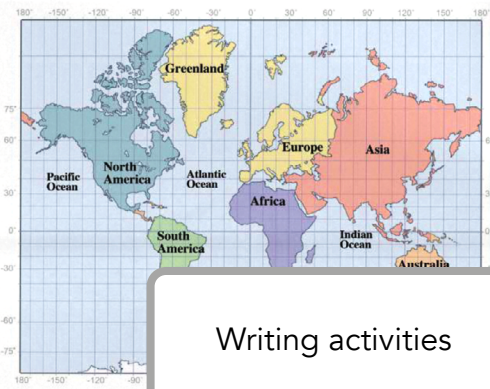 180° -150° -120° -90° -60° -30° 0° 30° 60° 90° 120° 150° 180°
Greenland
75°
60°
Europe
Asia
North
America
Pacific
Ocean
Atlantic
Ocean
30°
Africa
0°
South
America
Indian
Ocean
-30°
Australia
-60°
-75°
180° -150° -120° -90°
Writing activities